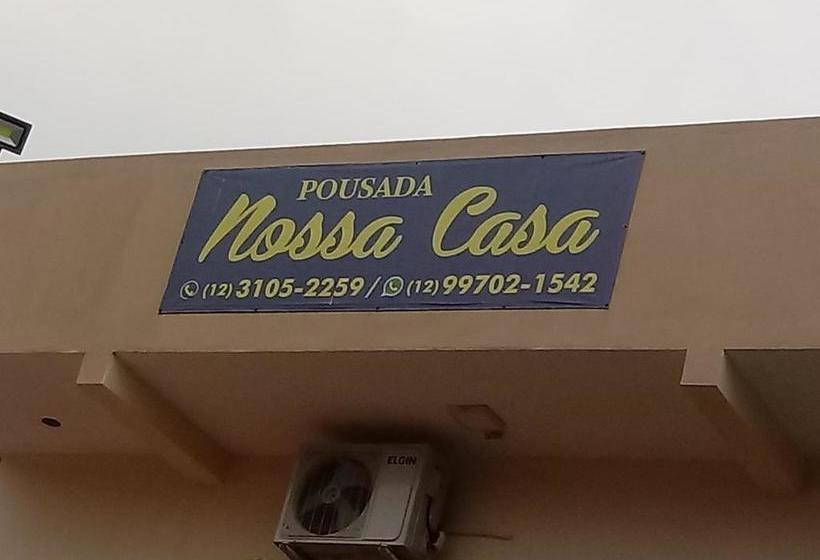 POUSADA
Nossa Casa
(12) 3105-2259 / (12) 99702-1542
ELGIN